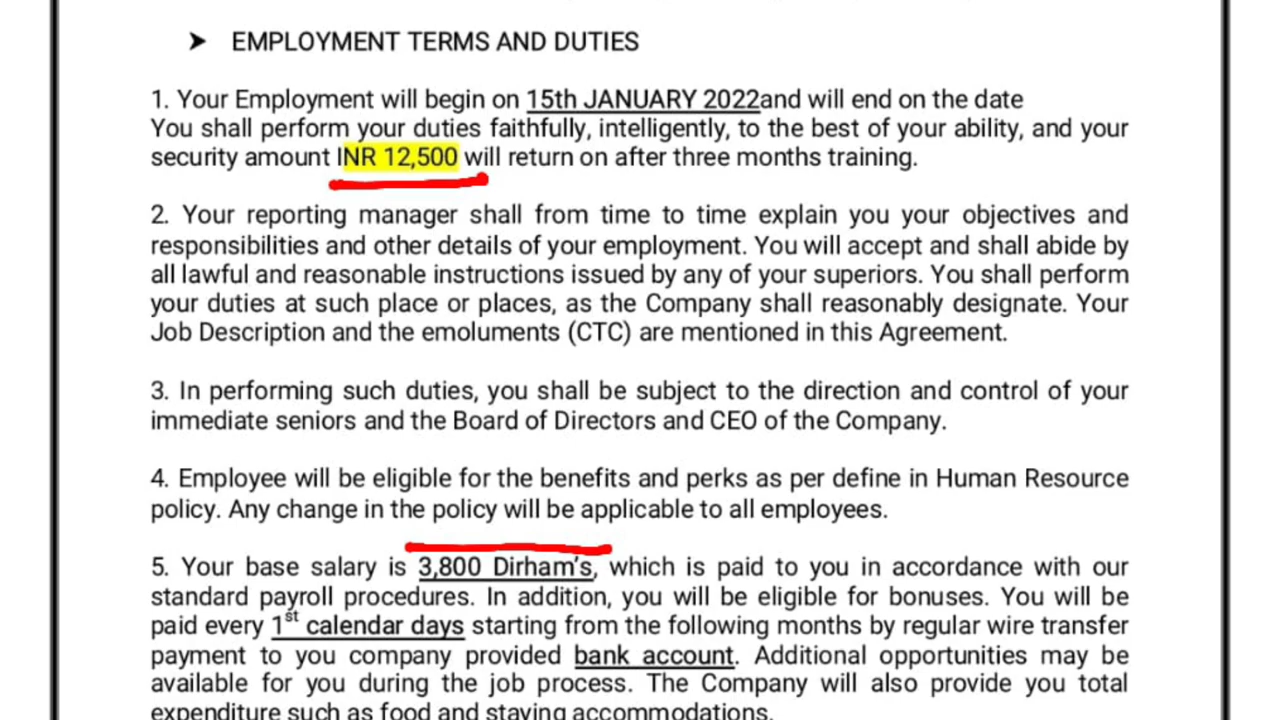 ➤ EMPLOYMENT TERMS AND DUTIES
1. Your Employment will begin on 15th JANUARY 2022and will end on the date
You shall perform your duties faithfully, intelligently, to the best of your ability, and your
security amount INR 12,500 will return on after three months training.
2. Your reporting manager shall from time to time explain you your objectives and
responsibilities and other details of your employment. You will accept and shall abide by
all lawful and reasonable instructions issued by any of your superiors. You shall perform
your duties at such place or places, as the Company shall reasonably designate. Your
Job Description and the emoluments (CTC) are mentioned in this Agreement.
3. In performing such duties, you shall be subject to the direction and control of your
immediate seniors and the Board of Directors and CEO of the Company.
4. Employee will be eligible for the benefits and perks as per define in Human Resource
policy. Any change in the policy will be applicable to all employees.
5. Your base salary is 3,800 Dirham's, which is paid to you in accordance with our
standard payroll procedures. In addition, you will be eligible for bonuses. You will be
paid every 1st calendar days starting from the following months by regular wire transfer
payment to you company provided bank account. Additional opportunities may be
available for you during the job process. The Company will also provide you total
expenditure such as food and staying accommodations.